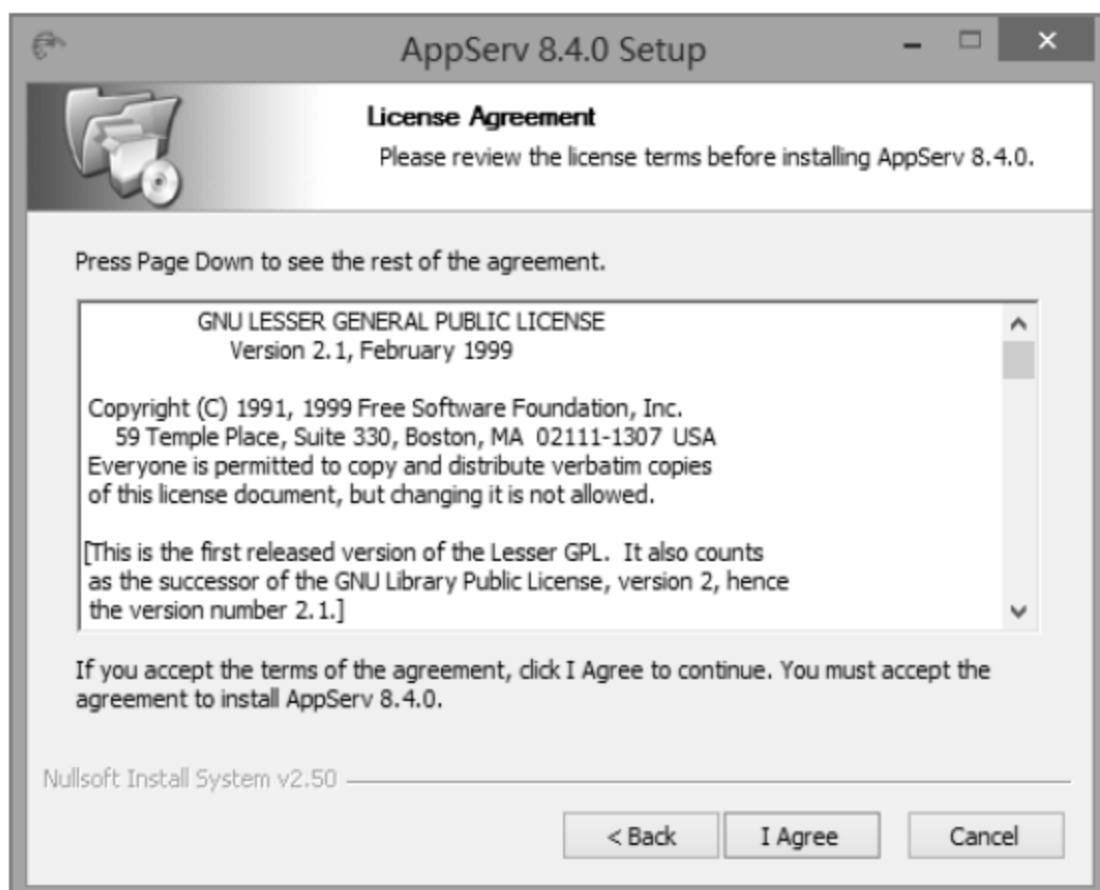 AppServ 8.4.0 Setup
License Agreement
Please review the license terms before installing AppServ 8.4.0.
Press Page Down to see the rest of the agreement.
GNU LESSER GENERAL PUBLIC LICENSE
Version 2.1, February 1999
Copyright (C) 1991, 1999 Free Software Foundation, Inc.
59 Temple Place, Suite 330, Boston, MA  02111-1307  USA
Everyone is permitted to copy and distribute verbatim copies
of this license document, but changing it is not allowed.
[This is the first released version of the Lesser GPL.  It also counts
as the successor of the GNU Library Public License, version 2, hence
the version number 2.1.]
If you accept the terms of the agreement, click I Agree to continue. You must accept the
agreement to install AppServ 8.4.0.
Nullsoft Install System v2.50
< Back I Agree Cancel